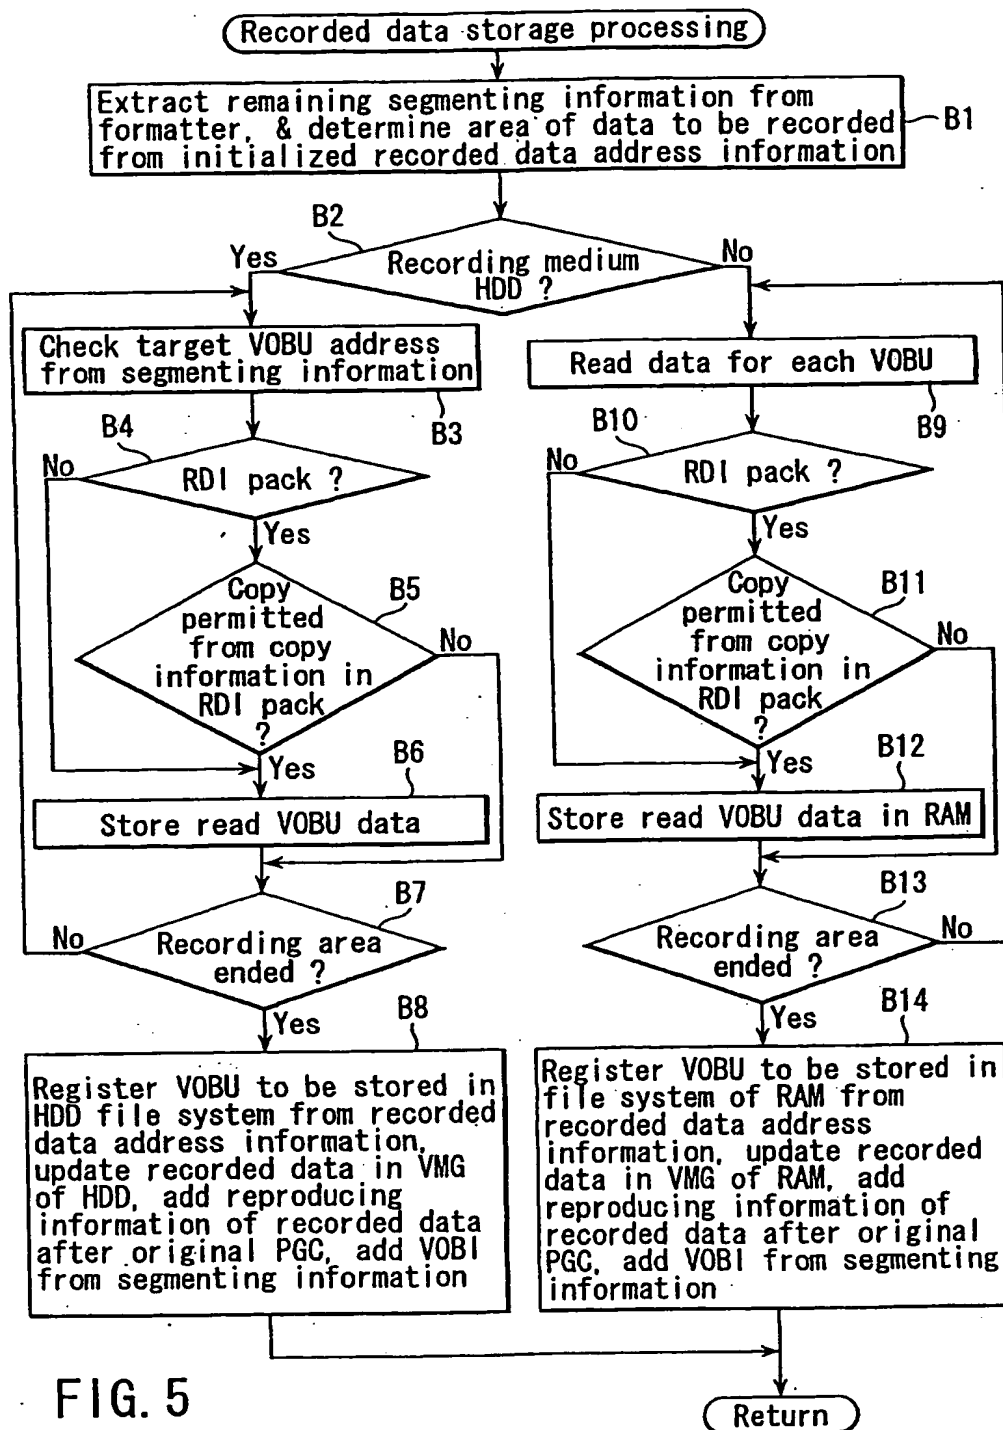 Recorded data storage processing
Extract remaining segmenting information from
formatter, & determine area of data to be recorded
from initialized recorded data address information
B1
B2
Yes
Recording medium
HDD ?
No
Check target VOBU address
from segmenting information
B3
B4
No
RDI pack ?
Yes
Copy
permitted
from copy
information in
RDI pack
?
B5
No
Yes
B6
Store read VOBU data
B7
No
Recording area
ended ?
Yes
B8
Register VOBU to be stored in
HDD file system from recorded
data address information,
update recorded data in VMG
of HDD, add reproducing
information of recorded data
after original PGC, add VOBI
from segmenting information
Read data for each VOBU
B9
B10
No
RDI pack ?
Yes
Copy
permitted
from copy
information in
RDI pack
?
B11
No
Yes
B12
Store read VOBU data in RAM
B13
Recording area
ended ?
No
Yes
B14
Register VOBU to be stored in
file system of RAM from
recorded data address
information, update recorded
data in VMG of RAM, add
reproducing information of
recorded data after original
PGC, add VOBI from segmenting
information
Return
FIG. 5